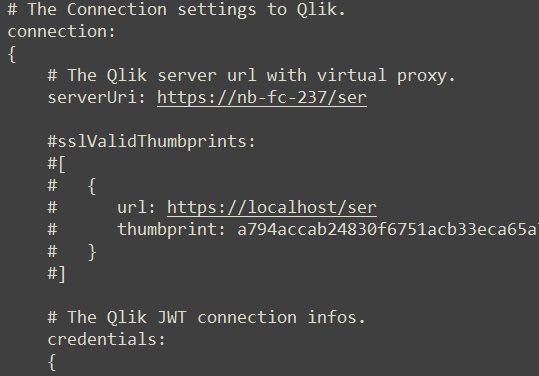 # The Connection settings to Qlik.
connection:
{
    # The Qlik server url with virtual proxy.
    serverUri: https://nb-fc-237/ser

    #sslValidThumbprints:
    #[
    #   {
    #      url: https://localhost/ser
    #      thumbprint: a794accab24830f6751acb33eca65a
    #   }
    #]

    # The Qlik JWT connection infos.
    credentials:
    {